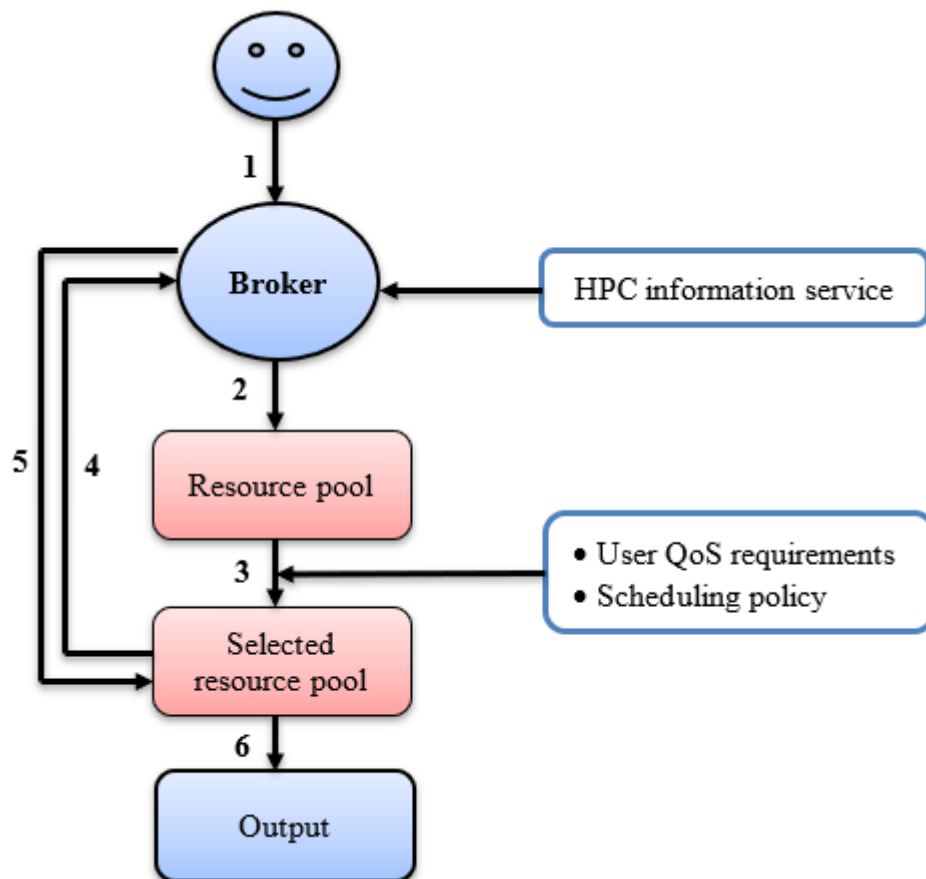 1
Broker
HPC information service
2
5
4
Resource pool
3
• User QoS requirements
• Scheduling policy
Selected
resource pool
6
Output